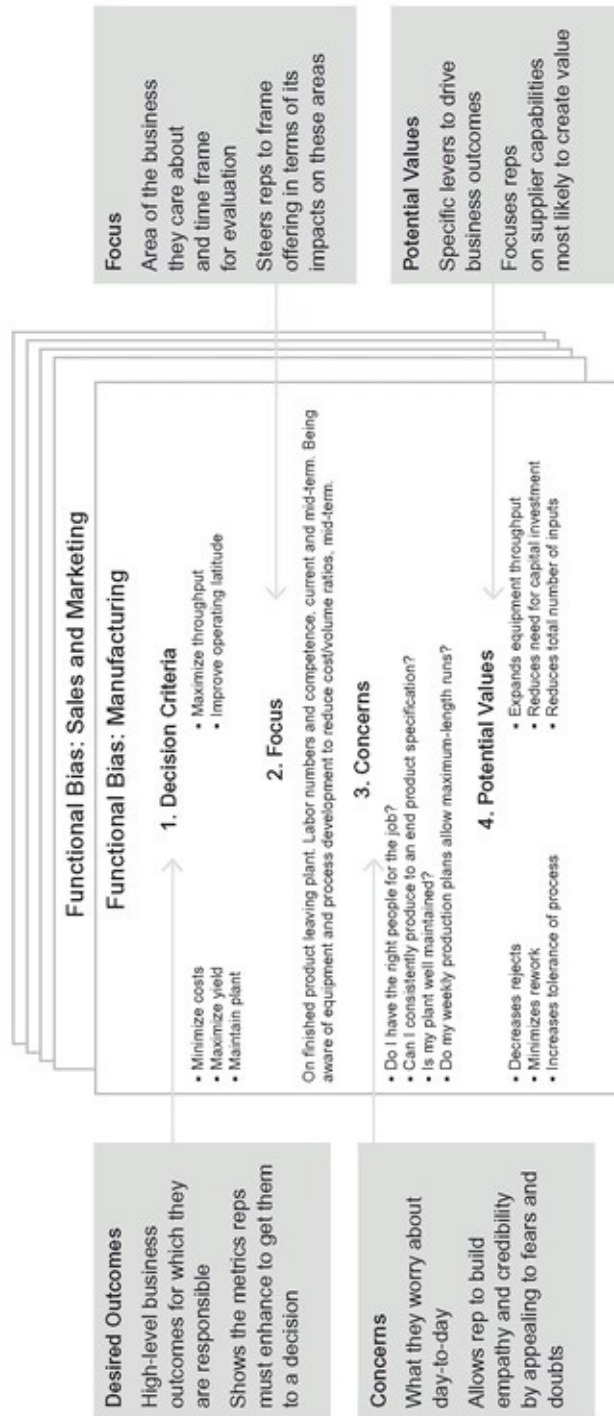 Desired Outcomes
High-level business
outcomes for which they
are responsible
Shows the metrics reps
must enhance to get them
to a decision
Concerns
What they worry about
day-to-day
Allows rep to build
empathy and credibility
by appealing to fears and
doubts
Functional Bias: Sales and Marketing
Functional Bias: Manufacturing
1. Decision Criteria
• Minimize costs
• Maximize yield
• Maintain plant
• Maximize throughput
• Improve operating latitude
2. Focus
On finished product leaving plant. Labor numbers and competence, current and mid-term. Being
aware of equipment and process development to reduce cost/volume ratios, mid-term.
3. Concerns
• Do I have the right people for the job?
• Can I consistently produce to an end product specification?
• Is my plant well maintained?
• Do my weekly production plans allow maximum-length runs?
4. Potential Values
• Decreases rejects
• Minimizes rework
• Increases tolerance of process
• Expands equipment throughput
• Reduces need for capital investment
• Reduces total number of inputs
Focus
Area of the business
they care about
and time frame
for evaluation
Steers reps to frame
offering in terms of its
impacts on these areas
Potential Values
Specific levers to drive
business outcomes
Focuses reps
on supplier capabilities
most likely to create value